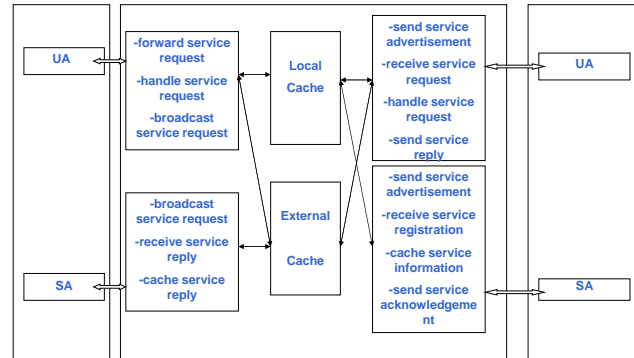 UA
SA
-forward service
request
-handle service
request
-broadcast
service request
-broadcast
service request
-receive service
reply
-cache service
reply
Local
Cache
External
Cache
-send service
advertisement
-receive service
request
-handle service
request
-send service
reply
-send service
advertisement
-receive service
registration
-cache service
information
-send service
acknowledgeme
nt
UA
SA